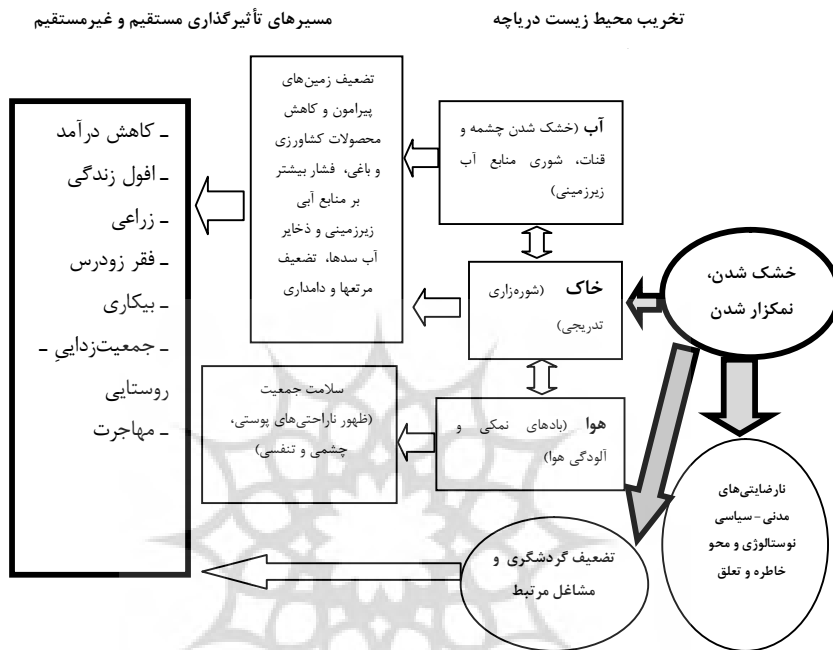 تخریب محیط زیست دریاچه
مسیرهای تأثیرگذاری مستقیم و غیرمستقیم
خشک شدن،
نمکزار شدن
آب (خشک شدن چشمه و
قنات، شوری منابع آب
زیرزمینی)
خاک (شوره‌زاری
تدریجی)
هوا (بادهای نمکی و
آلودگی هوا)
نارضایتی‌های
مدنی – سیاسی
نوستالوژی و محو
خاطره و تعلق
تضعیف گردشگری و
مشاغل مرتبط
تضعیف زمین‌های
پیرامون و کاهش
محصولات کشاورزی
و باغی، فشار بیشتر
بر منابع آبی
زیرزمینی و ذخایر
آب سدها، تضعیف
مرتعها و دامداری
سلامت جمعیت
(ظهور ناراحتی‌های پوستی،
چشمی و تنفسی)
ـ کاهش درآمد
ـ افول زندگی
ـ زراعی
ـ فقر زودرس
ـ بیکاری
ـ جمعیت‌زداییِ ـ
روستایی
ـ مهاجرت